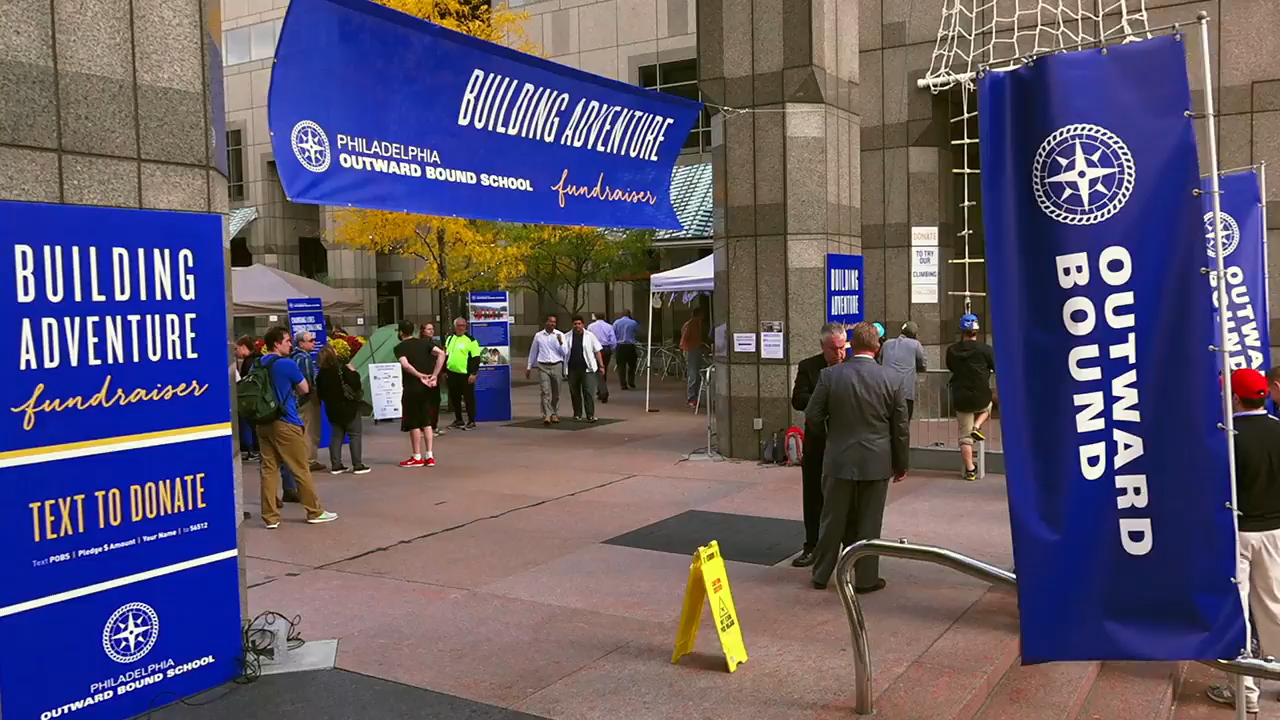 BUILDING ADVENTURE
PHILADELPHIA
OUTWARD BOUND SCHOOL
fundraiser
BUILDING
ADVENTURE
fundraiser
TEXT TO DONATE
Text POBS | Pledge $ Amount | Your Name | to 56512
PHILADELPHIA
OUTWARD BOUND SCHOOL
BUILDING
ADVENTURE
DONATE
TO TRY
OUR
CLIMBING
OUTWARD
BOUND
OUTWA
BOUND